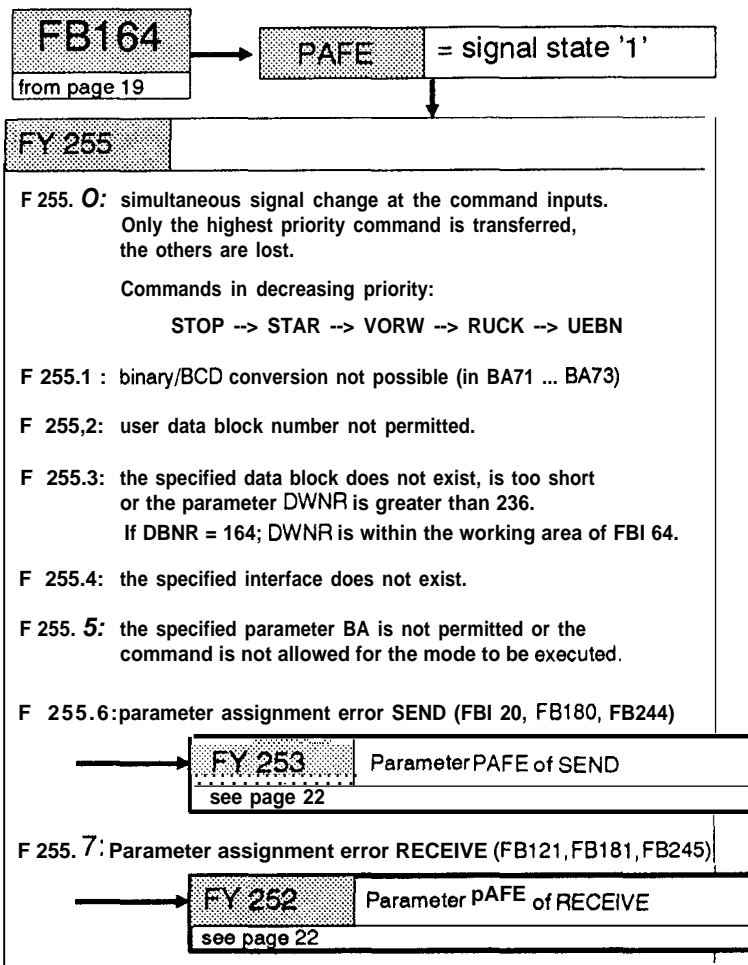 FB164
from page 19
PAFE = signal state '1'
FY 255
F 255. O: simultaneous signal change at the command inputs.
Only the highest priority command is transferred,
the others are lost.
Commands in decreasing priority:
STOP --> STAR --> VORW --> RUCK --> UEBN
F 255.1 : binary/BCD conversion not possible (in BA71 ... BA73)
F 255,2: user data block number not permitted.
F 255.3: the specified data block does not exist, is too short
or the parameter DWNR is greater than 236.
If DBNR = 164; DWNR is within the working area of FBI 64.
F 255.4: the specified interface does not exist.
F 255. 5: the specified parameter BA is not permitted or the
command is not allowed for the mode to be executed.
F 255.6:parameter assignment error SEND (FBI 20, FB180, FB244)
FY 253 Parameter PAFE of SEND
see page 22
F 255. 7: Parameter assignment error RECEIVE (FB121,FB181,FB245)
FY 252 Parameter pAFE of RECEIVE
see page 22